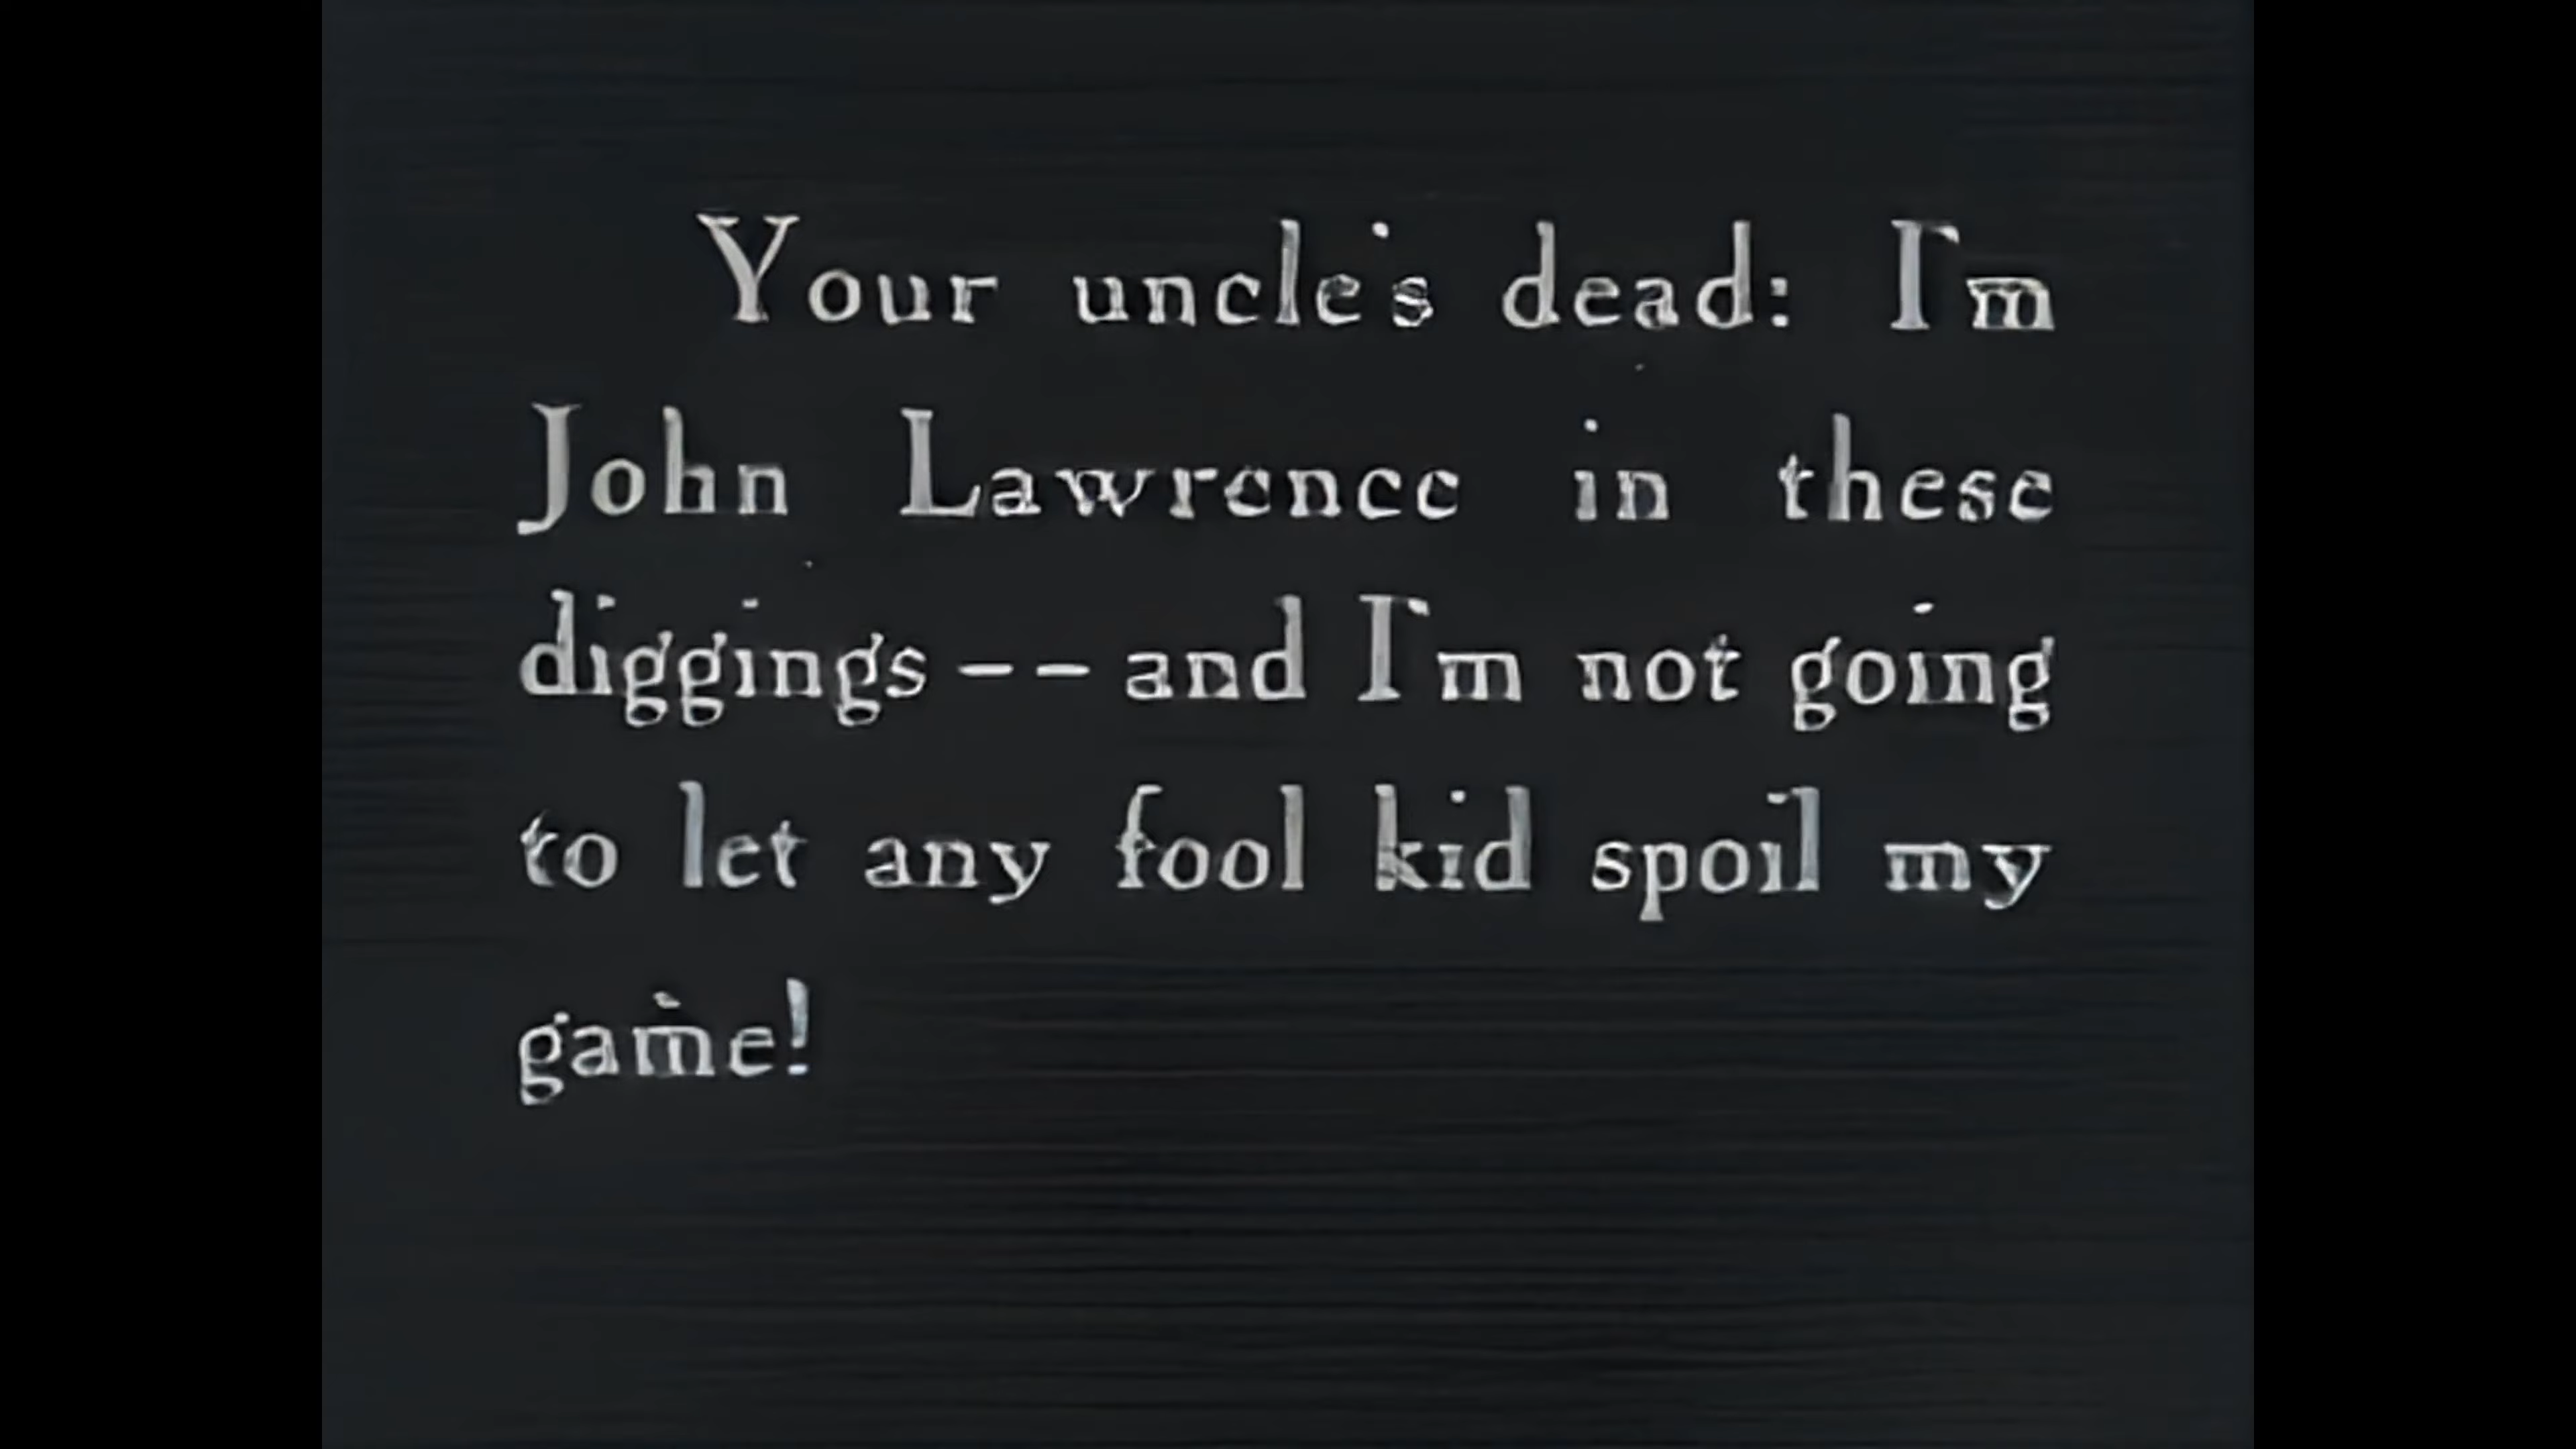 Your uncle's dead: I'm
John Lawrence in these
diggings -- and I'm not going
to let any fool kid spoil my
game!